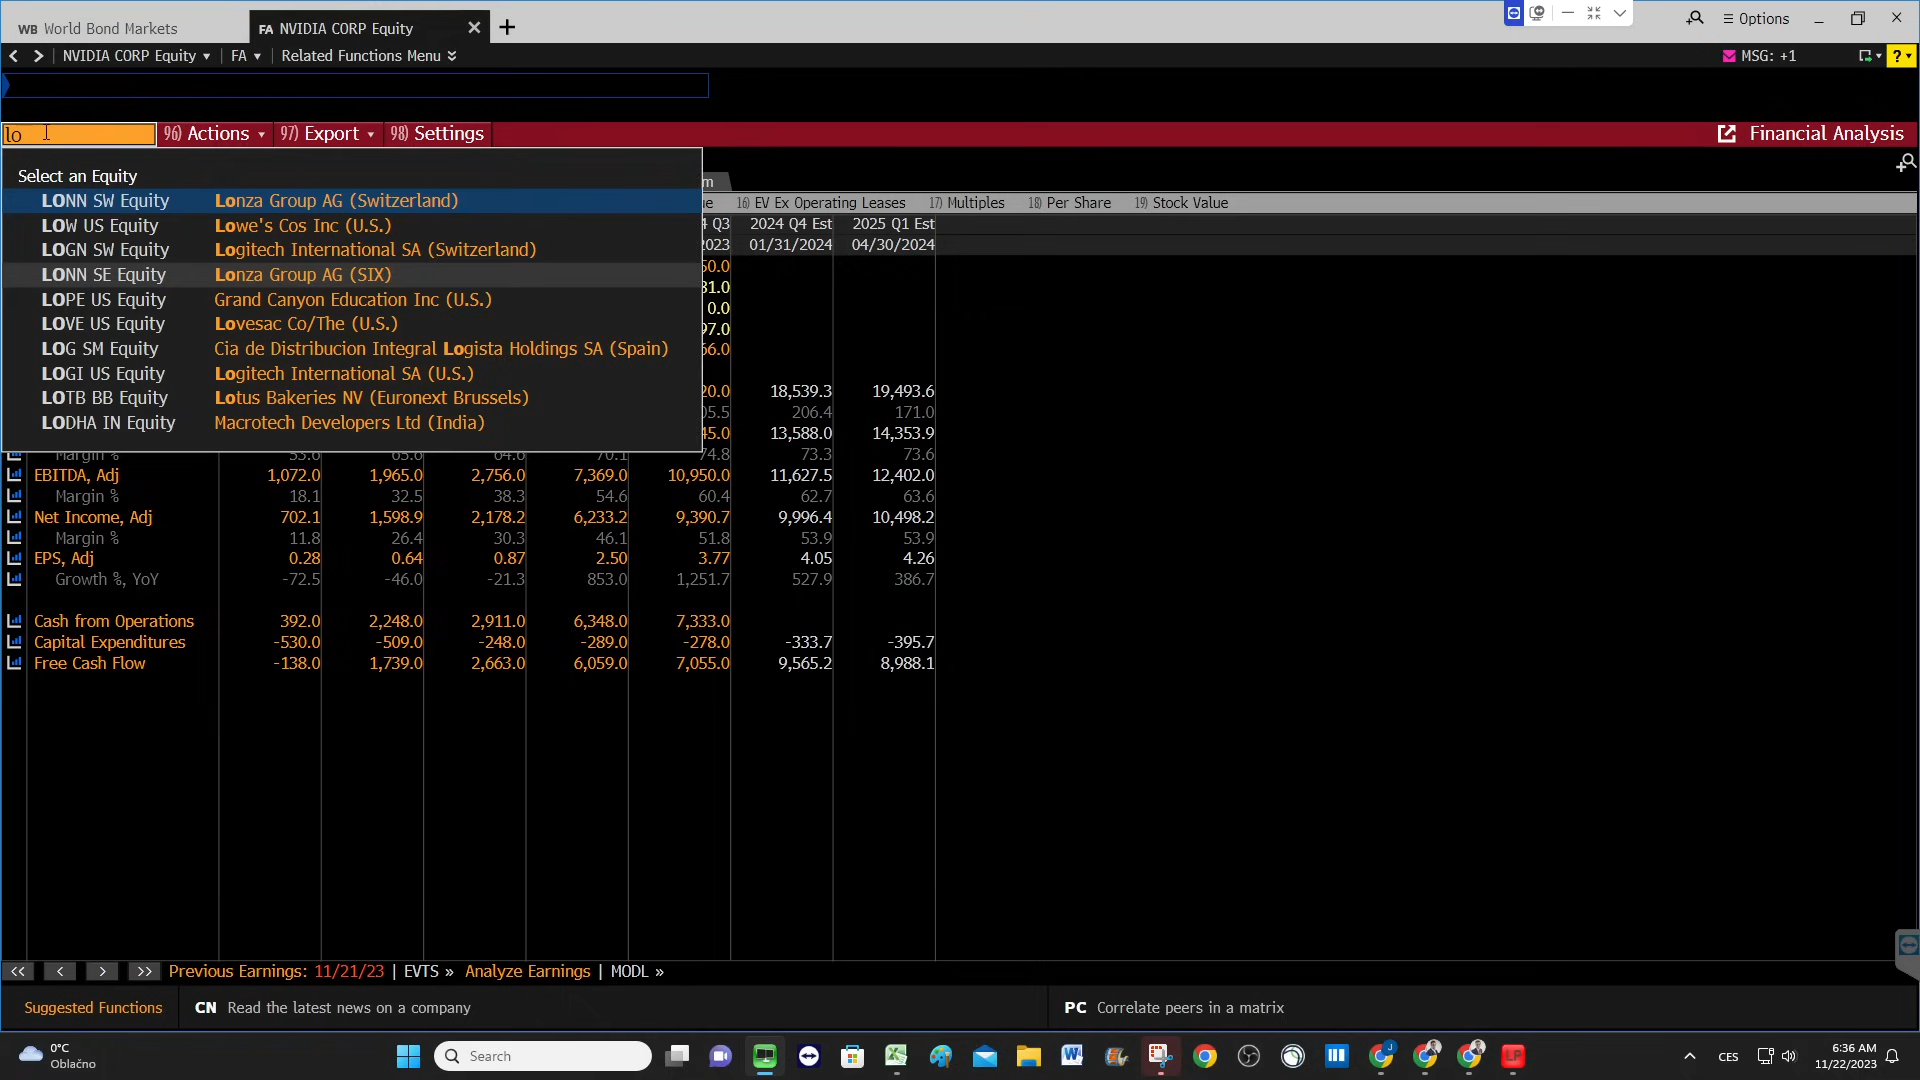 WB World Bond Markets
FA NVIDIA CORP Equity
Options
NVIDIA CORP Equity FA Related Functions Menu
MSG: +1
?
lo 96) Actions 97) Export 98) Settings Financial Analysis
Select an Equity
LONN SW Equity Lonza Group AG (Switzerland)
LOW US Equity Lowe's Cos Inc (U.S.)
LOGN SW Equity Logitech International SA (Switzerland)
LONN SE Equity Lonza Group AG (SIX)
LOPE US Equity Grand Canyon Education Inc (U.S.)
LOVE US Equity Lovesac Co/The (U.S.)
LOG SM Equity Cia de Distribucion Integral Logista Holdings SA (Spain)
LOGI US Equity Logitech International SA (U.S.)
LOTB BB Equity Lotus Bakeries NV (Euronext Brussels)
LODHA IN Equity Macrotech Developers Ltd (India)
16) EV Ex Operating Leases 17) Multiples 18) Per Share 19) Stock Value
Q3 2024 Q4 Est 2025 Q1 Est
2023 01/31/2024 04/30/2024
18,539.3 19,493.6
206.4 171.0
13,588.0 14,353.9
Margin % 53.6 63.6 64.6 70.1 74.8 73.3 73.6
EBITDA, Adj 1,072.0 1,965.0 2,756.0 7,369.0 10,950.0 11,627.5 12,402.0
Margin % 18.1 32.5 38.3 54.6 60.4 62.7 63.6
Net Income, Adj 702.1 1,598.9 2,178.2 6,233.2 9,390.7 9,996.4 10,498.2
Margin % 11.8 26.4 30.3 46.1 51.8 53.9 53.9
EPS, Adj 0.28 0.64 0.87 2.50 3.77 4.05 4.26
Growth %, YoY -72.5 -46.0 -21.3 853.0 1,251.7 527.9 386.7
Cash from Operations 392.0 2,248.0 2,911.0 6,348.0 7,333.0
Capital Expenditures -530.0 -509.0 -248.0 -289.0 -278.0 -333.7 -395.7
Free Cash Flow -138.0 1,739.0 2,663.0 6,059.0 7,055.0 9,565.2 8,988.1
<< < > >> Previous Earnings: 11/21/23 | EVTS » Analyze Earnings | MODL »
Suggested Functions CN Read the latest news on a company PC Correlate peers in a matrix
0°C
Oblačno
Search
CES
6:36 AM
11/22/2023